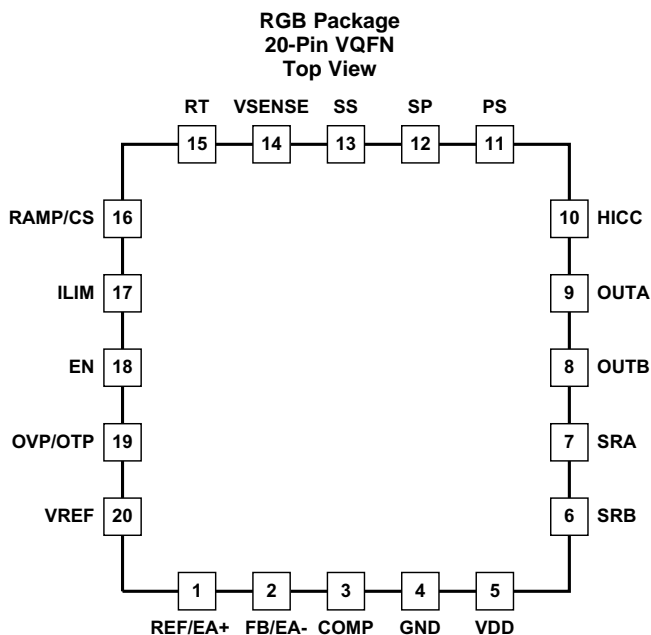 RGB Package
20-Pin VQFN
Top View
RT VSENSE SS SP PS
15 14 13 12 11
RAMP/CS 16 10 HICC
ILIM 17 9 OUTA
EN 18 8 OUTB
OVP/OTP 19 7 SRA
VREF 20 6 SRB
1 2 3 4 5
REF/EA+ FB/EA- COMP GND VDD